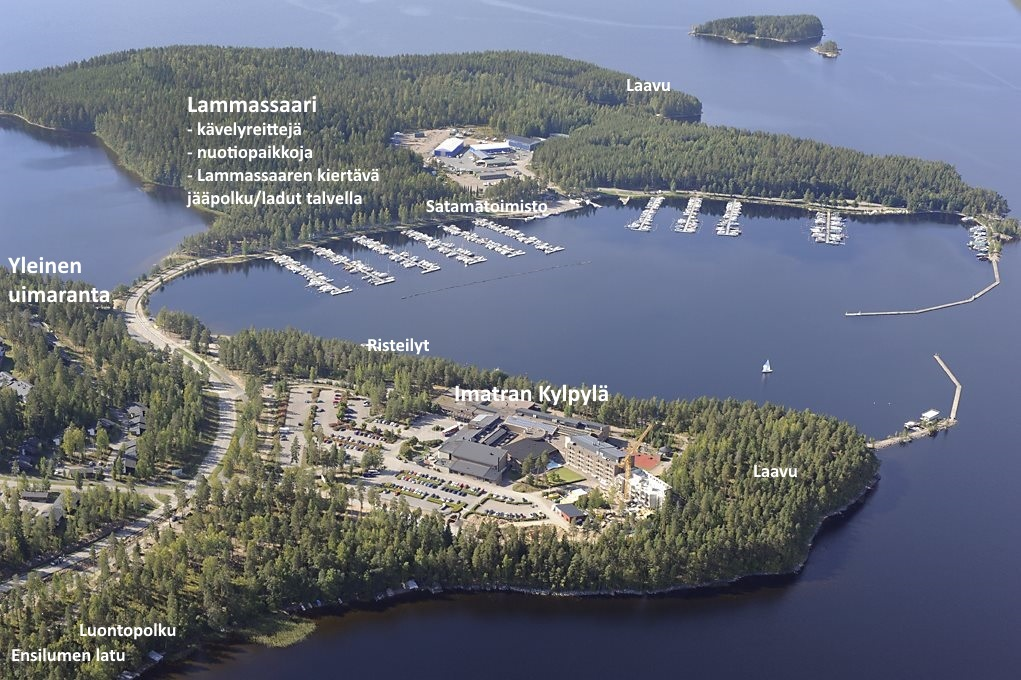 Laavu
Lammassaari
- kävelyreittejä
- nuotiopaikkoja
- Lammassaaren kiertävä
jääpolku/ladut talvella
Satamatoimisto
Yleinen
uimaranta
Risteilyt
Imatran Kylpylä
Laavu
Luontopolku
Ensilumen latu